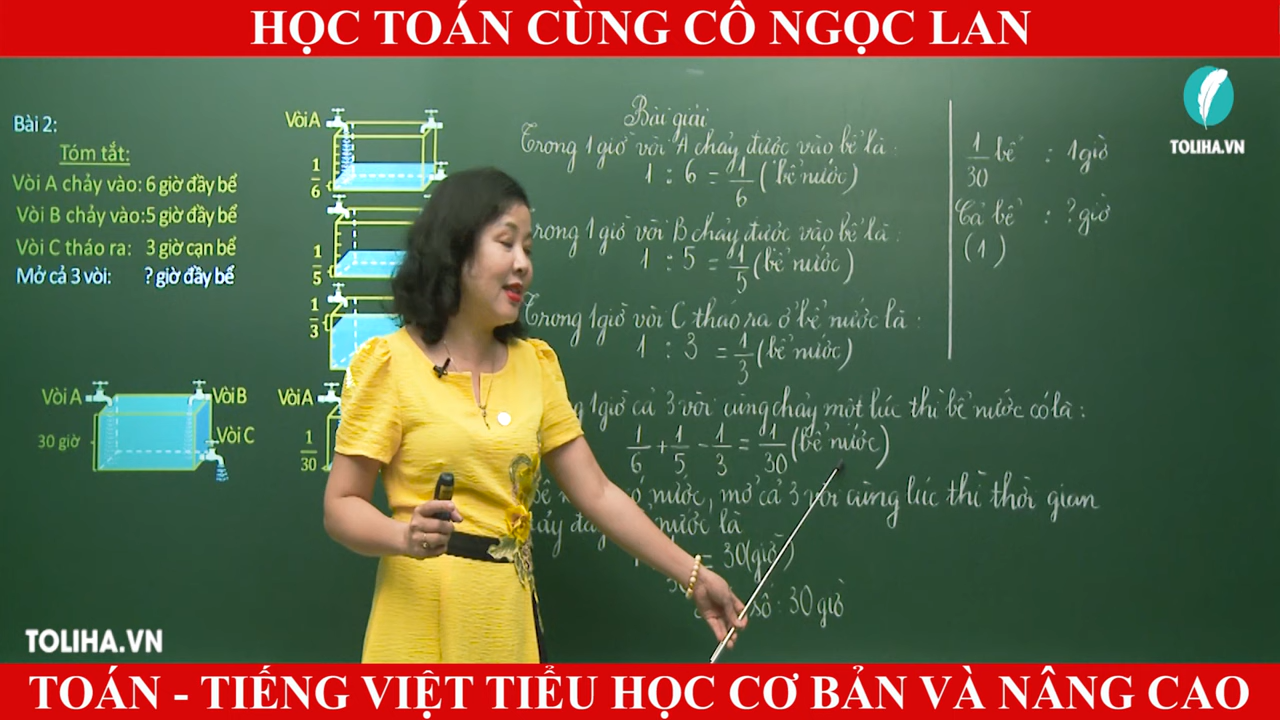 HỌC TOÁN CÙNG CÔ NGỌC LAN
TOLIHA.VN
Bài 2:
Tóm tắt:
Vòi A chảy vào: 6 giờ đầy bể
Vòi B chảy vào:5 giờ đầy bể
Vòi C tháo ra: 3 giờ cạn bể
Mở cả 3 vòi: ? giờ đầy bể
Vòi A
1/6
1/5
1/3
Vòi A
Vòi B
30 giờ
Vòi C
Vòi A
1/30
Bài giải
Trong 1 giờ vòi A chảy được vào bể là:
1 : 6 = 1/6 (bể nước)
rong 1 giờ vòi B chảy được vào bể là:
1 : 5 = 1/5 (bể nước)
Trong 1 giờ vòi C tháo ra ở bể nước là:
1 : 3 = 1/3 (bể nước)
1 giờ cả 3 vòi cùng chảy một lúc thì bể nước có là:
1/6 + 1/5 - 1/3 = 1/30 (bể nước)
nước, mở cả 3 vòi cùng lúc thì thời gian
nước là
= 30 (giờ)
số: 30 giờ
1/30 bể : 1 giờ
Cả bể : ? giờ
(1)
TOLIHA.VN
TOÁN - TIẾNG VIỆT TIỂU HỌC CƠ BẢN VÀ NÂNG CAO